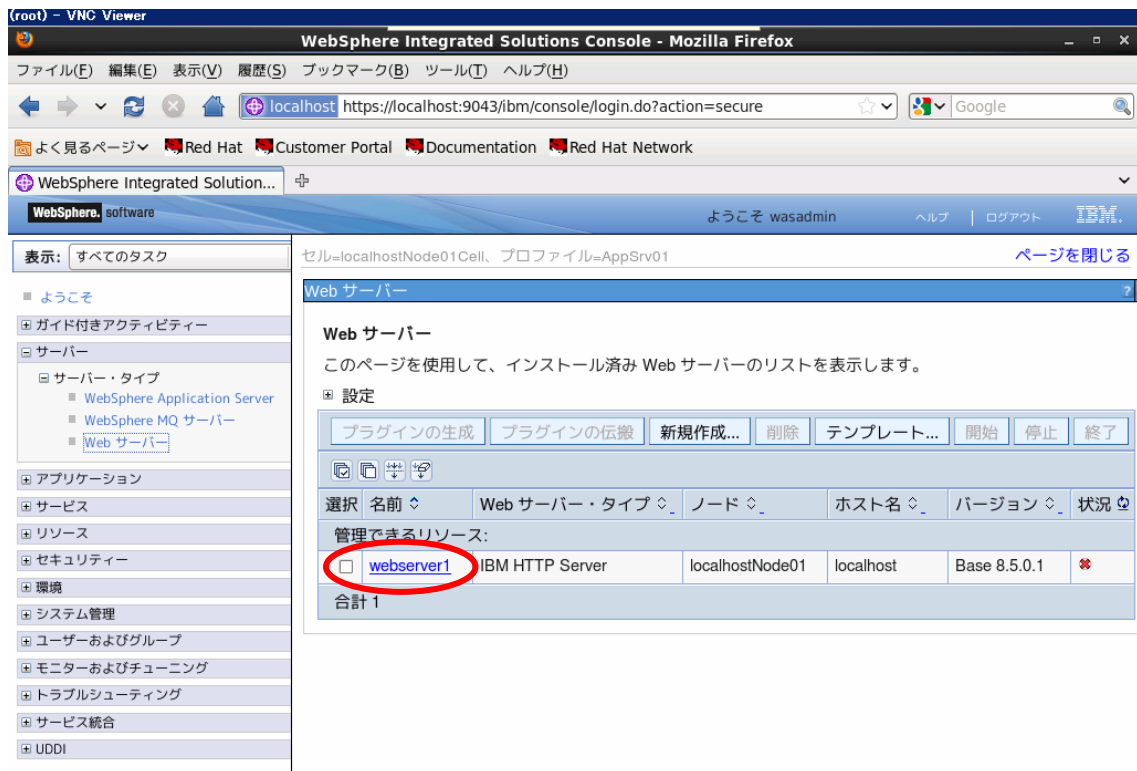 (root) - VNC Viewer
WebSphere Integrated Solutions Console - Mozilla Firefox
ファイル(F) 編集(E) 表示(V) 履歴(S) ブックマーク(B) ツール(T) ヘルプ(H)
localhost https://localhost:9043/ibm/console/login.do?action=secure Google
よく見るページ Red Hat Customer Portal Documentation Red Hat Network
WebSphere Integrated Solution...
WebSphere. software ようこそ wasadmin ヘルプ | ログアウト IBM.
表示: すべてのタスク
ようこそ
ガイド付きアクティビティー
サーバー
サーバー・タイプ
WebSphere Application Server
WebSphere MQ サーバー
Web サーバー
アプリケーション
サービス
リソース
セキュリティー
環境
システム管理
ユーザーおよびグループ
モニターおよびチューニング
トラブルシューティング
サービス統合
UDDI
セル=localhostNode01Cell、プロファイル=AppSrv01 ページを閉じる
Web サーバー ?
Web サーバー
このページを使用して、インストール済み Web サーバーのリストを表示します。
設定
プラグインの生成 プラグインの伝搬 新規作成... 削除 テンプレート... 開始 停止 終了
選択 名前 Web サーバー・タイプ ノード ホスト名 バージョン 状況
管理できるリソース:
webserver1 IBM HTTP Server localhostNode01 localhost Base 8.5.0.1
合計 1